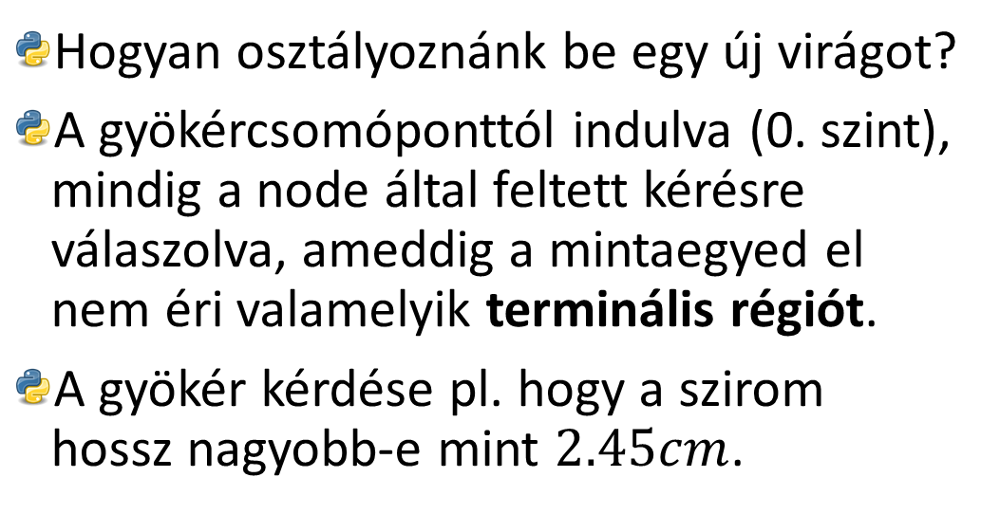 Hogyan osztályoznánk be egy új virágot?
A gyökércsomóponttól indulva (0. szint),
mindig a node által feltett kérésre
válaszolva, ameddig a mintaegyed el
nem éri valamelyik terminális régiót.
A gyökér kérdése pl. hogy a szirom
hossz nagyobb-e mint 2.45cm.